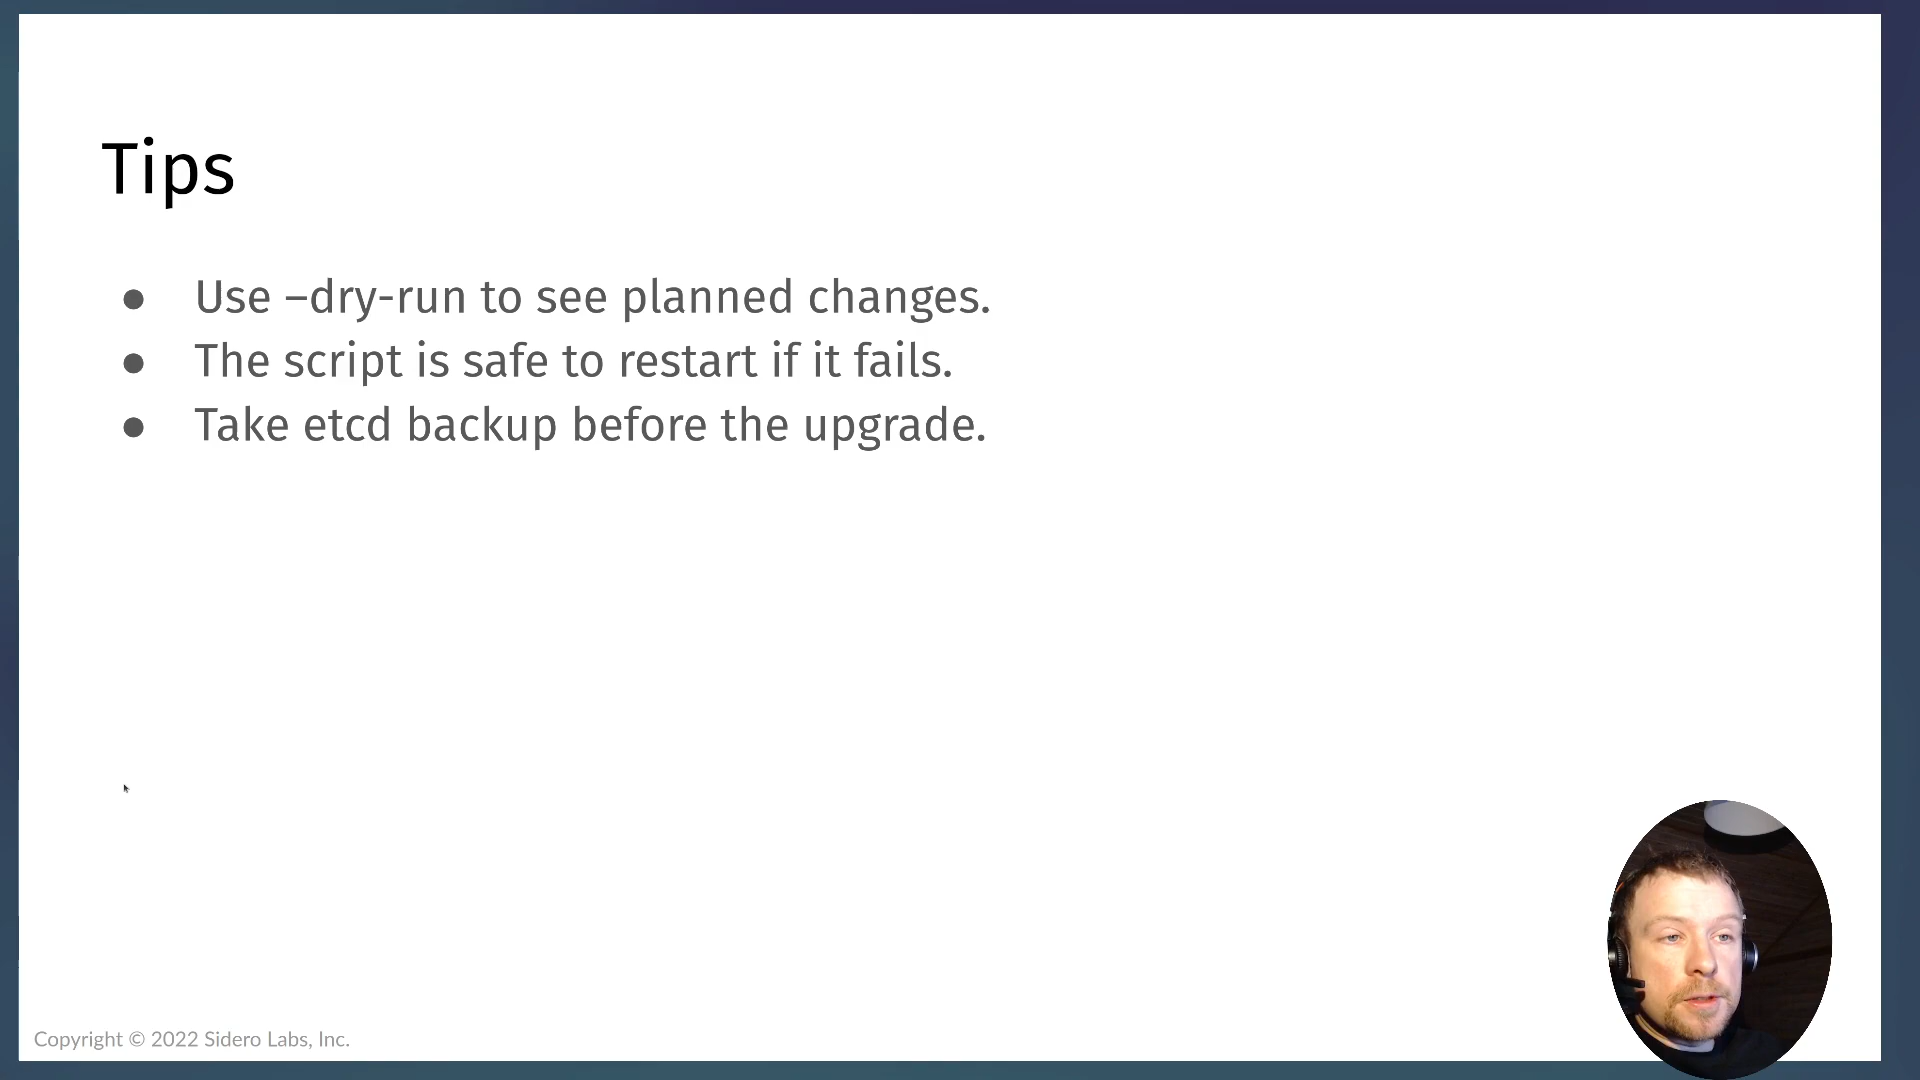 Tips
● Use –dry-run to see planned changes.
● The script is safe to restart if it fails.
● Take etcd backup before the upgrade.
Copyright © 2022 Sidero Labs, Inc.